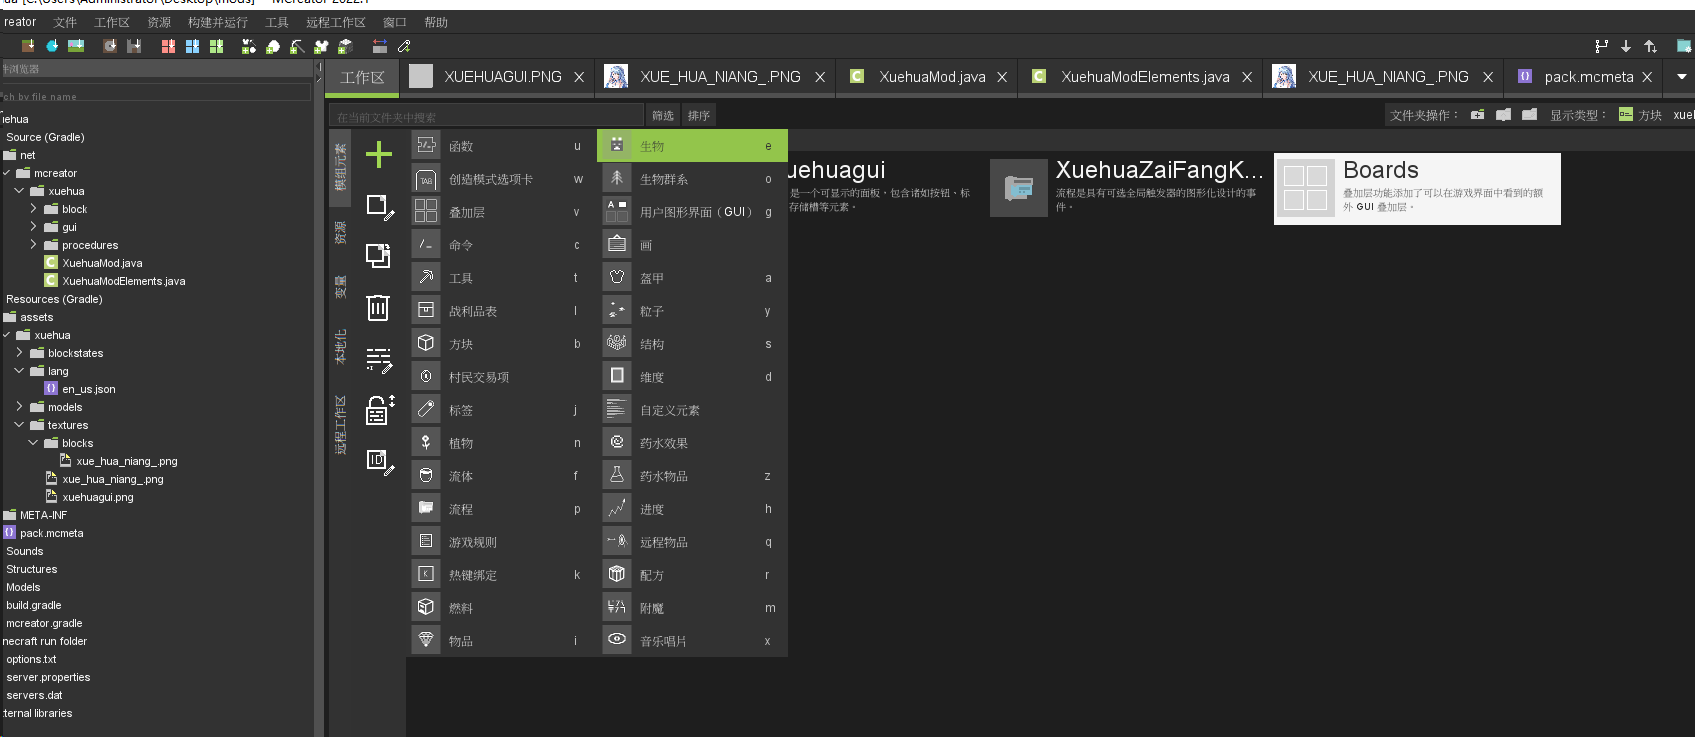 ua [C:\Users\Administrator\Desktop\mods] - MCreator 2022.1
reator 文件 工作区 资源 构建并运行 工具 远程工作区 窗口 帮助
件浏览器
ch by file name
uehua
Source (Gradle)
net
mcreator
xuehua
block
gui
procedures
XuehuaMod.java
XuehuaModElements.java
Resources (Gradle)
assets
xuehua
blockstates
lang
en_us.json
models
textures
blocks
xue_hua_niang_.png
xue_hua_niang_.png
xuehuagui.png
META-INF
pack.mcmeta
Sounds
Structures
Models
build.gradle
mcreator.gradle
necraft run folder
options.txt
server.properties
servers.dat
ternal libraries
工作区 XUEHUAGUI.PNG XUE_HUA_NIANG_.PNG XuehuaMod.java XuehuaModElements.java XUE_HUA_NIANG_.PNG pack.mcmeta
在当前文件夹中搜索 筛选 排序 文件夹操作： 显示类型： 方块 xuel
模组元素
资源
变量
本地化
远程工作区
函数 u 生物 e
创造模式选项卡 w 生物群系 o
叠加层 v 用户图形界面（GUI） g
命令 c 画
工具 t 盔甲 a
战利品表 l 粒子 y
方块 b 结构 s
村民交易项 维度 d
标签 j 自定义元素
植物 n 药水效果
流体 f 药水物品 z
流程 p 进度 h
游戏规则 远程物品 q
热键绑定 k 配方 r
燃料 附魔 m
物品 i 音乐唱片 x
TAB
ID
uehuagui
是一个可显示的面板，包含诸如按钮、标
存储槽等元素。
XuehuaZaiFangK...
流程是具有可选全局触发器的图形化设计的事
件。
Boards
叠加层功能添加了可以在游戏界面中看到的额
外 GUI 叠加层。